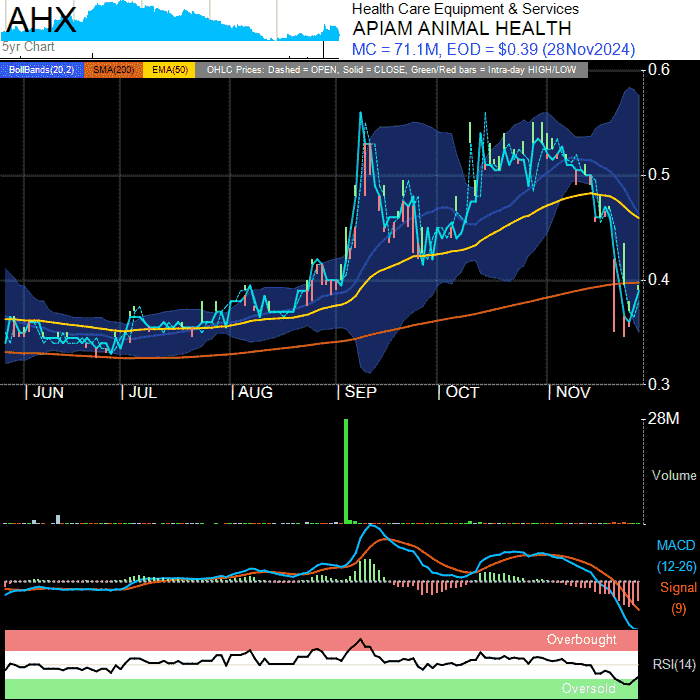 AHX
5yr Chart
Health Care Equipment & Services
APIAM ANIMAL HEALTH
MC = 71.1M, EOD = $0.39 (28Nov2024)
BollBands(20,2) SMA(200) EMA(50) OHLC Prices: Dashed = OPEN, Solid = CLOSE, Green/Red bars = Intra-day HIGH/LOW
0.6
0.5
0.4
0.3
JUN JUL AUG SEP OCT NOV
28M
Volume
MACD
(12-26)
Signal
(9)
Overbought
RSI(14)
Oversold